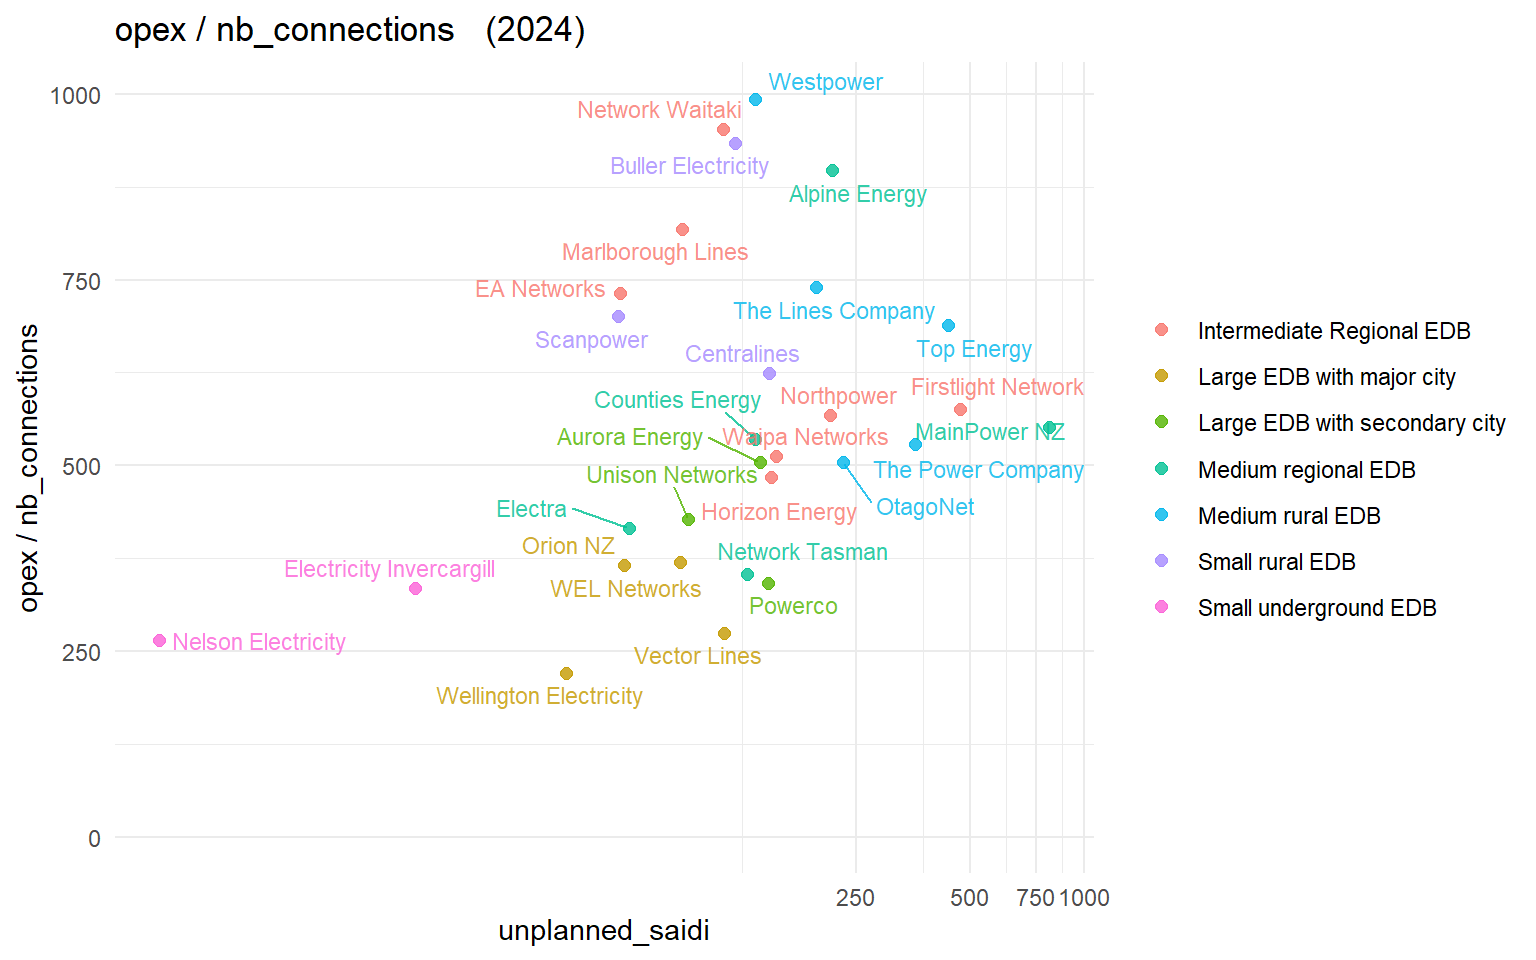 opex / nb_connections   (2024)
Westpower
1000
Network Waitaki
Buller Electricity
Alpine Energy
Marlborough Lines
750
EA Networks
The Lines Company
Scanpower
Top Energy
Centralines
Firstlight Network
Northpower
Counties Energy
MainPower NZ
Aurora Energy
Waipa Networks
500
The Power Company
Unison Networks
OtagoNet
Electra
Horizon Energy
Orion NZ
Network Tasman
Electricity Invercargill
WEL Networks
Powerco
Nelson Electricity
250
Vector Lines
Wellington Electricity
0
250
500
750
1000
unplanned_saidi
opex / nb_connections
Intermediate Regional EDB
Large EDB with major city
Large EDB with secondary city
Medium regional EDB
Medium rural EDB
Small rural EDB
Small underground EDB